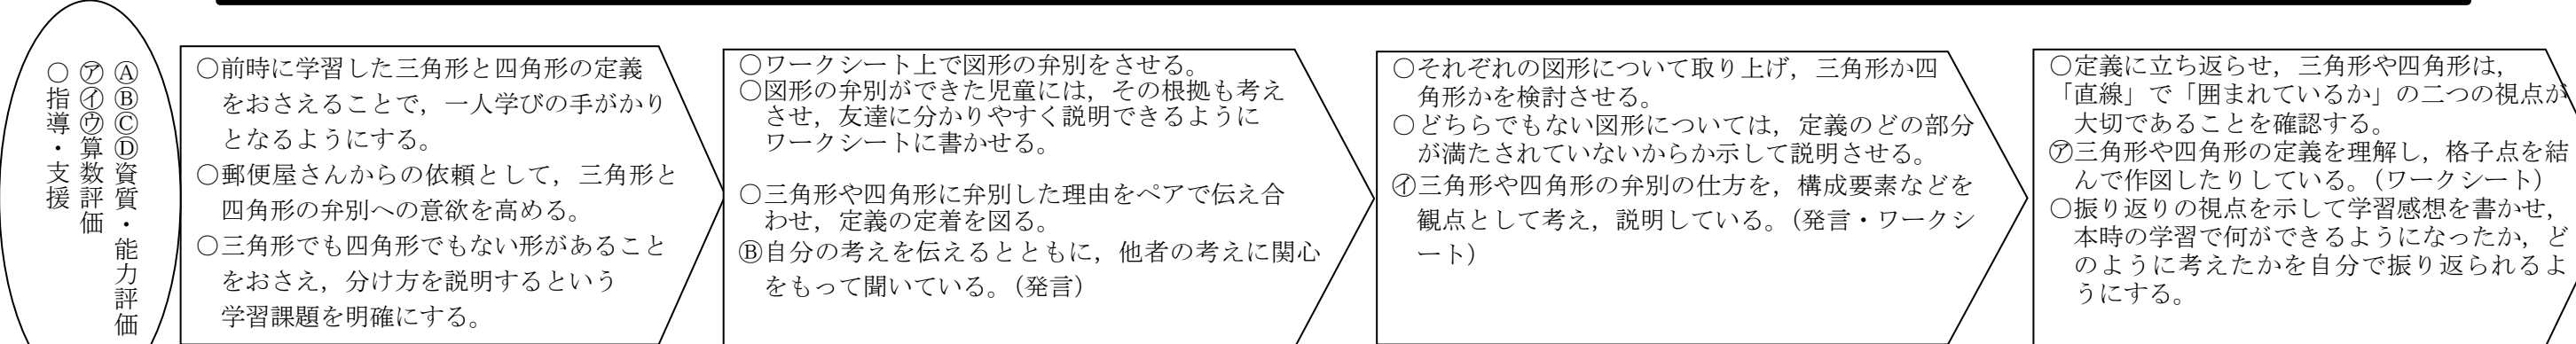 ⒶⒷⒸⒹ資質・能力評価
㋐㋑㋒算数評価
○指導・支援
○前時に学習した三角形と四角形の定義
をおさえることで，一人学びの手がかり
となるようにする。
○郵便屋さんからの依頼として，三角形と
四角形の弁別への意欲を高める。
○三角形でも四角形でもない形があること
をおさえ，分け方を説明するという
学習課題を明確にする。
○ワークシート上で図形の弁別をさせる。
○図形の弁別ができた児童には，その根拠も考え
させ，友達に分かりやすく説明できるように
ワークシートに書かせる。
○三角形や四角形に弁別した理由をペアで伝え合
わせ，定義の定着を図る。
Ⓑ自分の考えを伝えるとともに，他者の考えに関心
をもって聞いている。（発言）
○それぞれの図形について取り上げ，三角形か四
角形かを検討させる。
○どちらでもない図形については，定義のどの部分
が満たされていないからか示して説明させる。
㋑三角形や四角形の弁別の仕方を，構成要素などを
観点として考え，説明している。（発言・ワークシ
ート）
○定義に立ち返らせ，三角形や四角形は，
「直線」で「囲まれているか」の二つの視点が
大切であることを確認する。
㋐三角形や四角形の定義を理解し，格子点を結
んで作図したりしている。（ワークシート）
○振り返りの視点を示して学習感想を書かせ，
本時の学習で何ができるようになったか，ど
のように考えたかを自分で振り返られるよ
うにする。